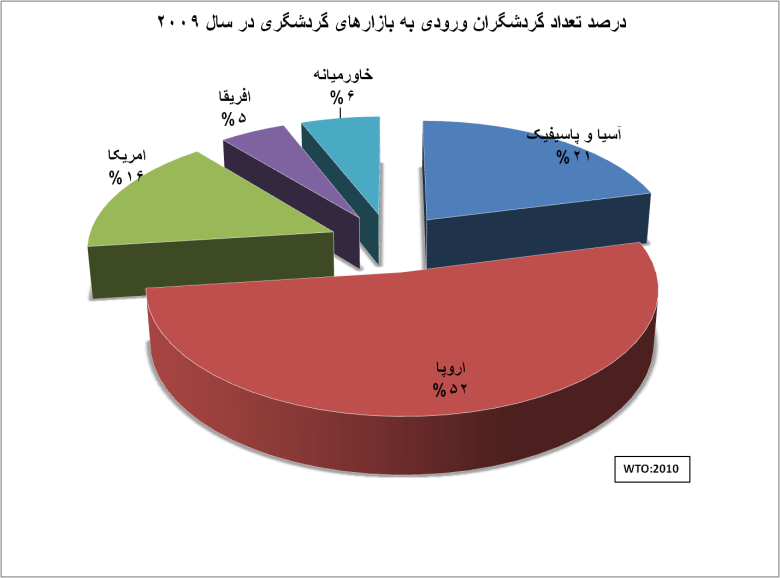 درصد تعداد گردشگران ورودی به بازارهای گردشگری در سال ۲۰۰۹
خاورمیانه
%۶
افریقا
%۵
آسیا و پاسیفیک
%۲۱
امریکا
%۱۶
اروپا
%۵۲
WTO:2010